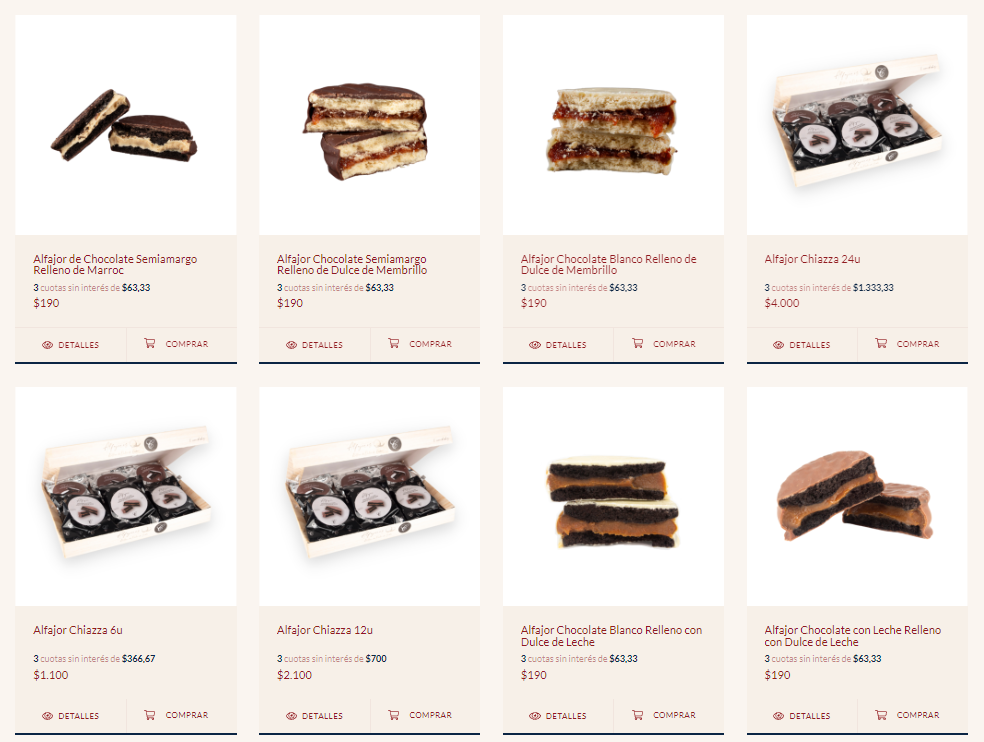 Alfajor de Chocolate Semiamargo
Relleno de Marroc
3 cuotas sin interés de $63,33
$190
DETALLES
COMPRAR
Alfajor Chocolate Semiamargo
Relleno de Dulce de Membrillo
3 cuotas sin interés de $63,33
$190
DETALLES
COMPRAR
Alfajor Chocolate Blanco Relleno de
Dulce de Membrillo
3 cuotas sin interés de $63,33
$190
DETALLES
COMPRAR
Alfajor Chiazza 24u
3 cuotas sin interés de $1.333,33
$4.000
DETALLES
COMPRAR
Alfajor Chiazza 6u
3 cuotas sin interés de $366,67
$1.100
DETALLES
COMPRAR
Alfajor Chiazza 12u
3 cuotas sin interés de $700
$2.100
DETALLES
COMPRAR
Alfajor Chocolate Blanco Relleno con
Dulce de Leche
3 cuotas sin interés de $63,33
$190
DETALLES
COMPRAR
Alfajor Chocolate con Leche Relleno
con Dulce de Leche
3 cuotas sin interés de $63,33
$190
DETALLES
COMPRAR